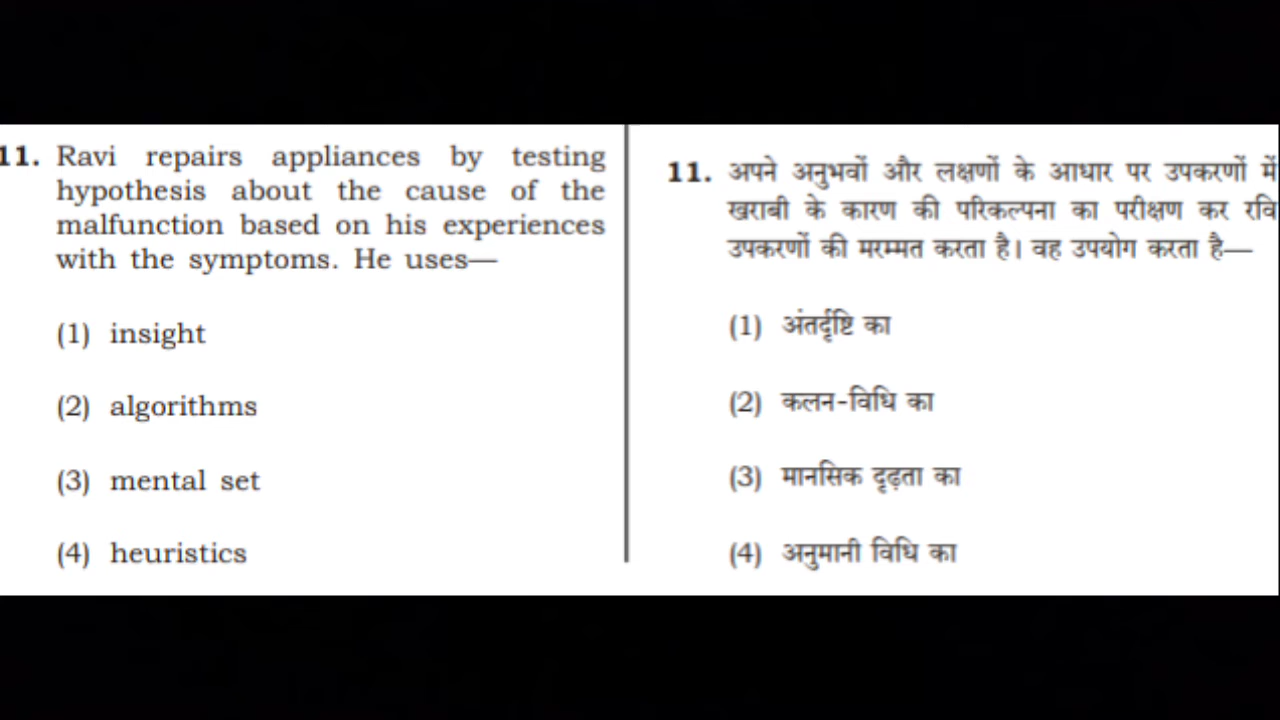 11. Ravi repairs appliances by testing
hypothesis about the cause of the
malfunction based on his experiences
with the symptoms. He uses—
(1) insight
(2) algorithms
(3) mental set
(4) heuristics
11. अपने अनुभवों और लक्षणों के आधार पर उपकरणों में
खराबी के कारण की परिकल्पना का परीक्षण कर रवि
उपकरणों की मरम्मत करता है। वह उपयोग करता है—
(1) अंतर्दृष्टि का
(2) कलन-विधि का
(3) मानसिक दृढ़ता का
(4) अनुमानी विधि का